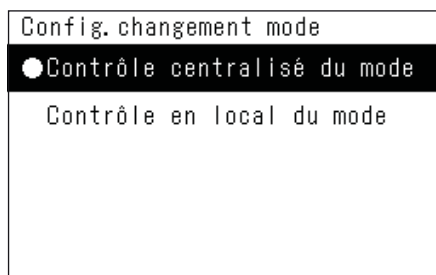 Config.changement mode
●Contrôle centralisé du mode
Contrôle en local du mode